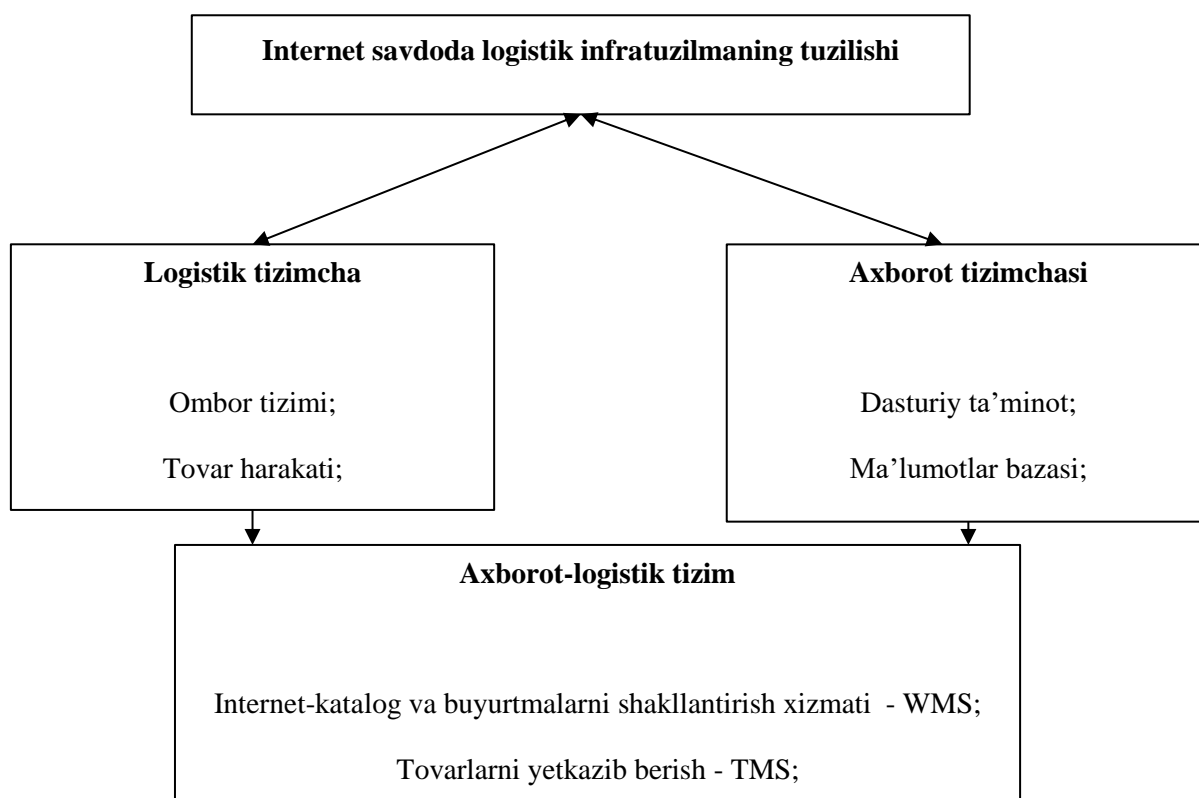 Internet savdoda logistik infratuzilmaning tuzilishi
Logistik tizimcha
Ombor tizimi;
Tovar harakati;
Axborot tizimchasi
Dasturiy ta’minot;
Ma’lumotlar bazasi;
Axborot-logistik tizim
Internet-katalog va buyurtmalarni shakllantirish xizmati - WMS;
Tovarlarni yetkazib berish - TMS;